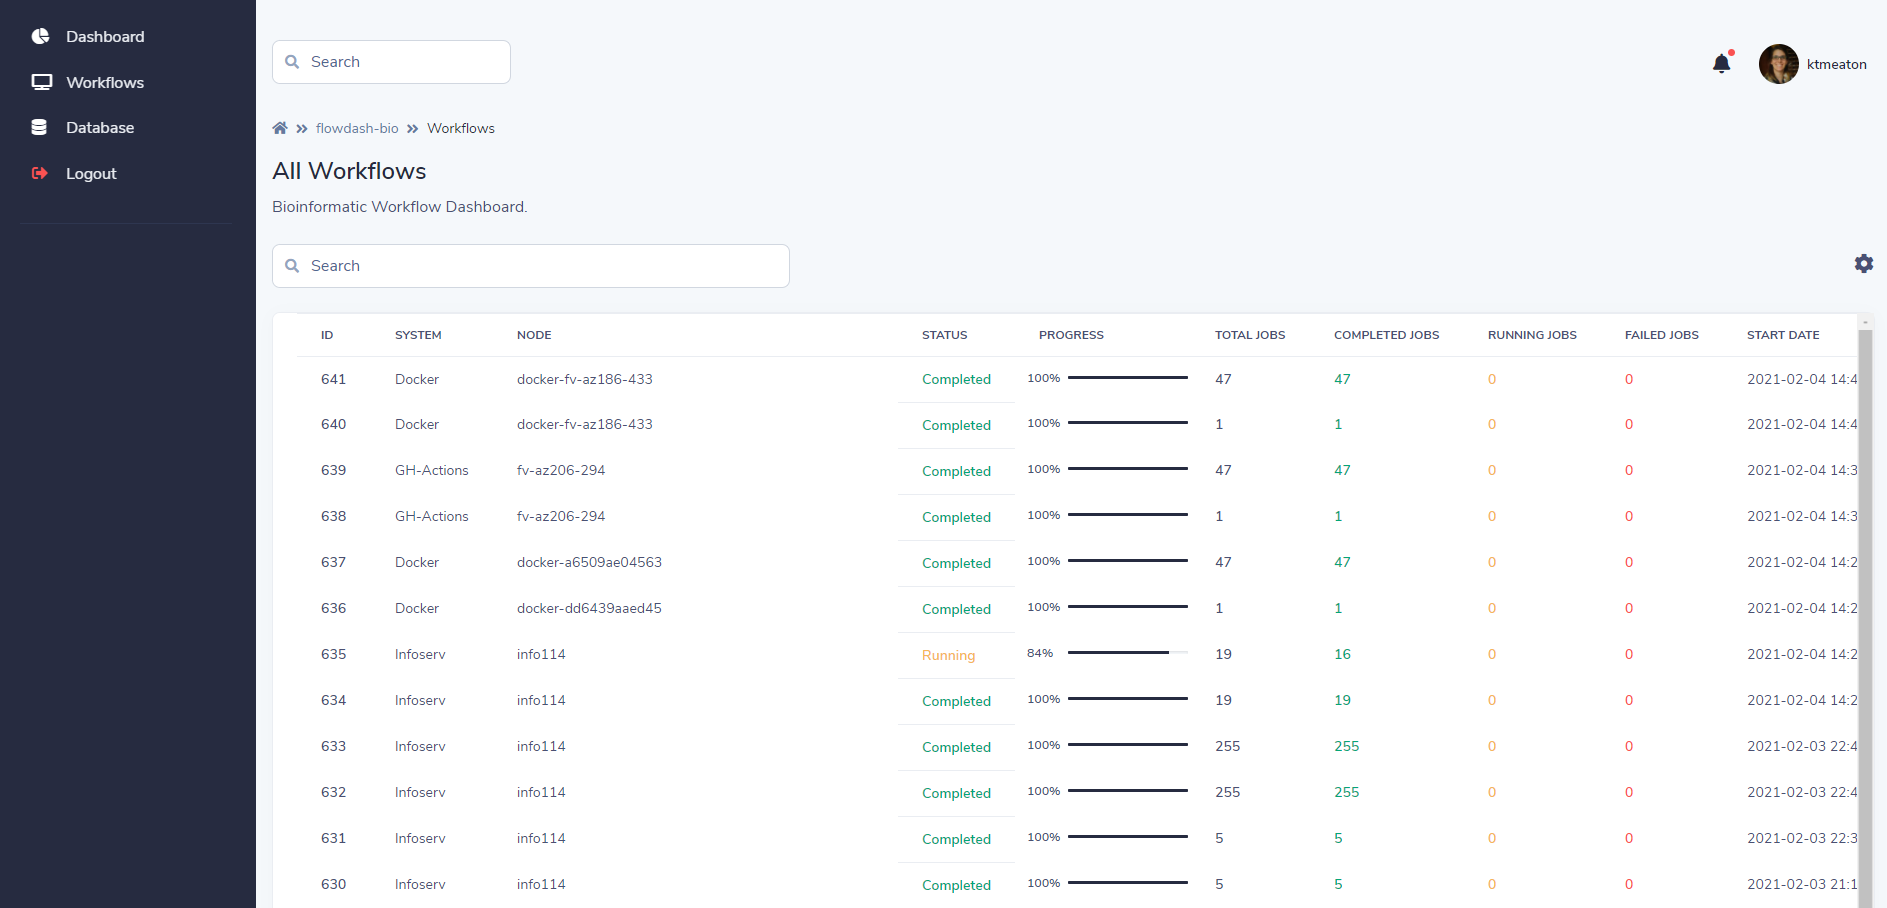 Dashboard
Workflows
Database
Logout
Search
ktmeaton
flowdash-bio Workflows
All Workflows
Bioinformatic Workflow Dashboard.
Search
ID SYSTEM NODE STATUS PROGRESS TOTAL JOBS COMPLETED JOBS RUNNING JOBS FAILED JOBS START DATE
641 Docker docker-fv-az186-433 Completed 100% 47 47 0 0 2021-02-04 14:4
640 Docker docker-fv-az186-433 Completed 100% 1 1 0 0 2021-02-04 14:4
639 GH-Actions fv-az206-294 Completed 100% 47 47 0 0 2021-02-04 14:3
638 GH-Actions fv-az206-294 Completed 100% 1 1 0 0 2021-02-04 14:3
637 Docker docker-a6509ae04563 Completed 100% 47 47 0 0 2021-02-04 14:2
636 Docker docker-dd6439aaed45 Completed 100% 1 1 0 0 2021-02-04 14:2
635 Infoserv info114 Running 84% 19 16 0 0 2021-02-04 14:2
634 Infoserv info114 Completed 100% 19 19 0 0 2021-02-04 14:2
633 Infoserv info114 Completed 100% 255 255 0 0 2021-02-03 22:4
632 Infoserv info114 Completed 100% 255 255 0 0 2021-02-03 22:4
631 Infoserv info114 Completed 100% 5 5 0 0 2021-02-03 22:3
630 Infoserv info114 Completed 100% 5 5 0 0 2021-02-03 21:1